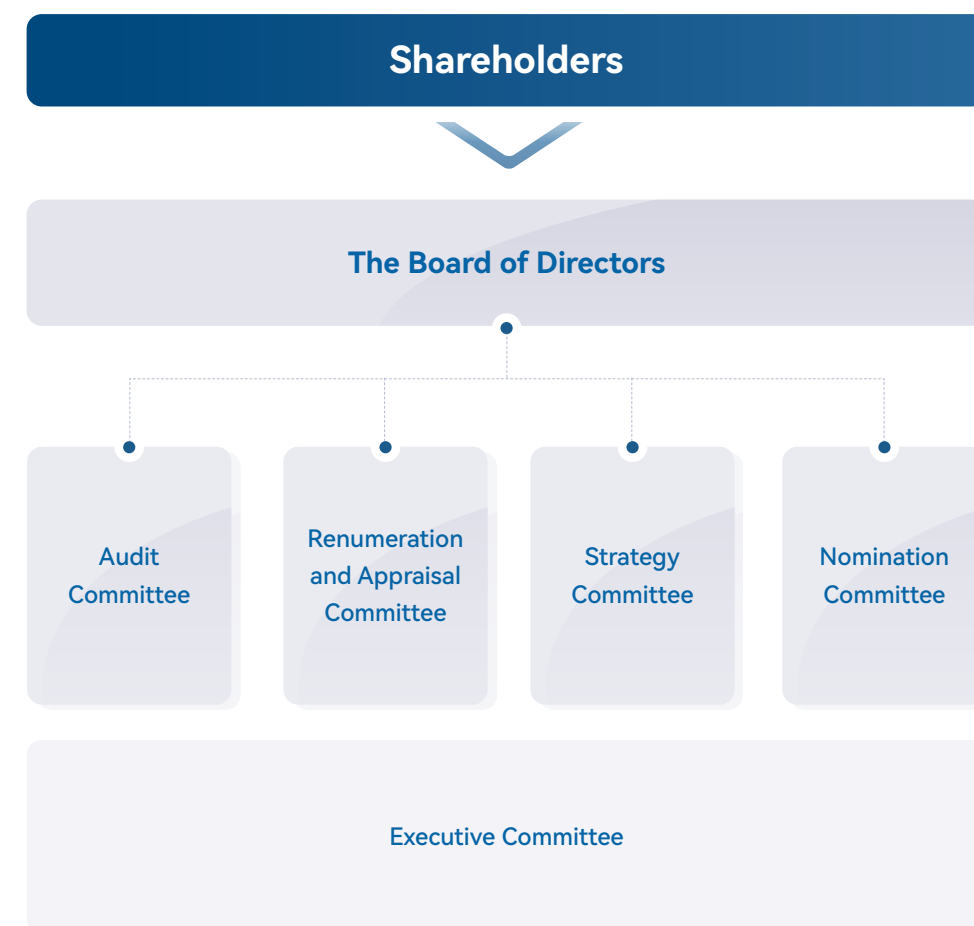 Shareholders
The Board of Directors
Audit
Committee
Renumeration
and Appraisal
Committee
Strategy
Committee
Nomination
Committee
Executive Committee